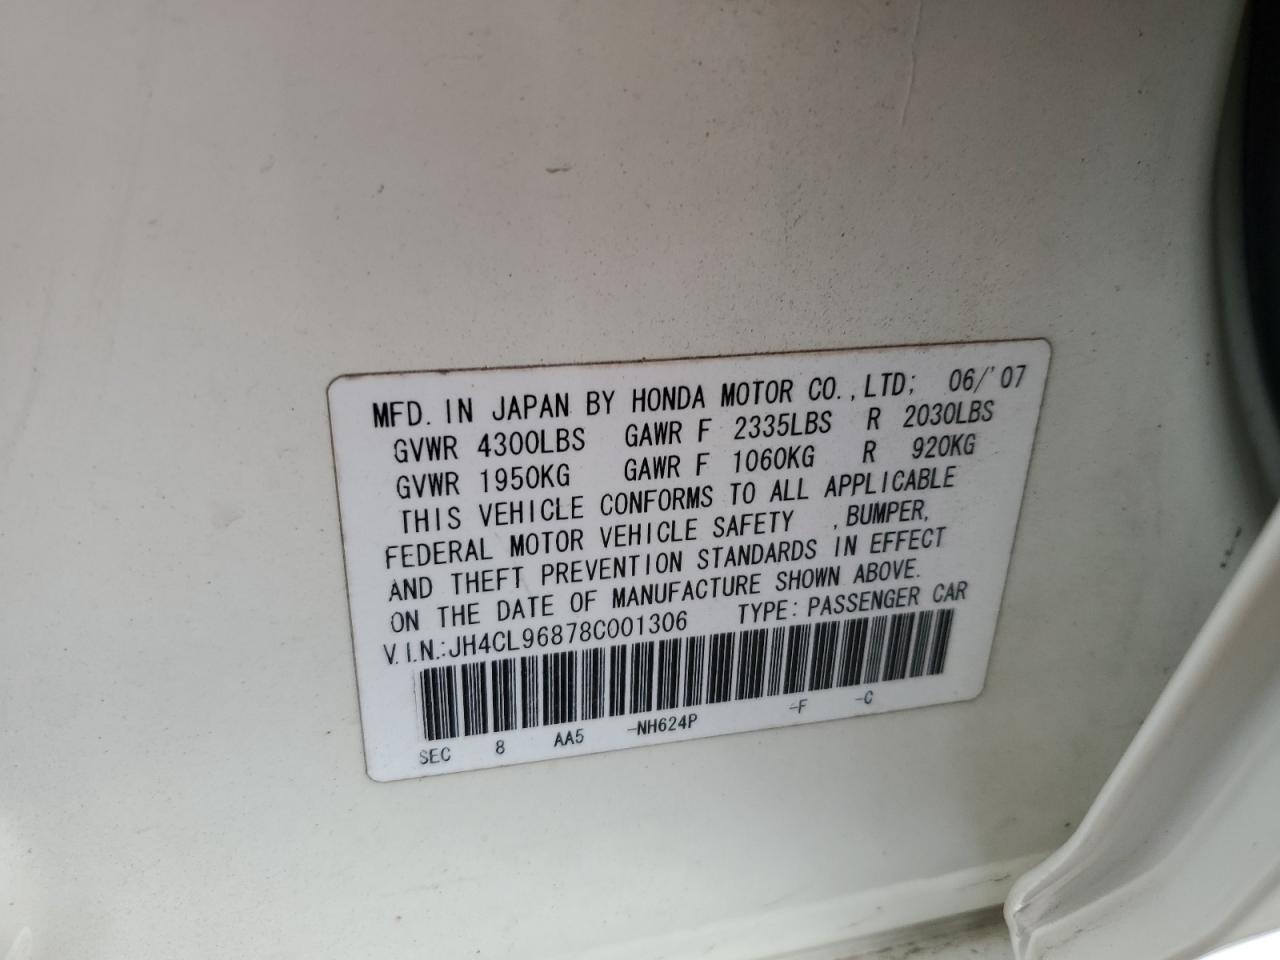 MFD. IN JAPAN BY HONDA MOTOR CO., LTD; 06/'07
GVWR 4300LBS GAWR F 2335LBS R 2030LBS
GVWR 1950KG GAWR F 1060KG R 920KG
THIS VEHICLE CONFORMS TO ALL APPLICABLE
FEDERAL MOTOR VEHICLE SAFETY , BUMPER,
AND THEFT PREVENTION STANDARDS IN EFFECT
ON THE DATE OF MANUFACTURE SHOWN ABOVE.
V.I.N.:JH4CL96878C001306 TYPE: PASSENGER CAR
SEC 8 AA5 -NH624P -F -C